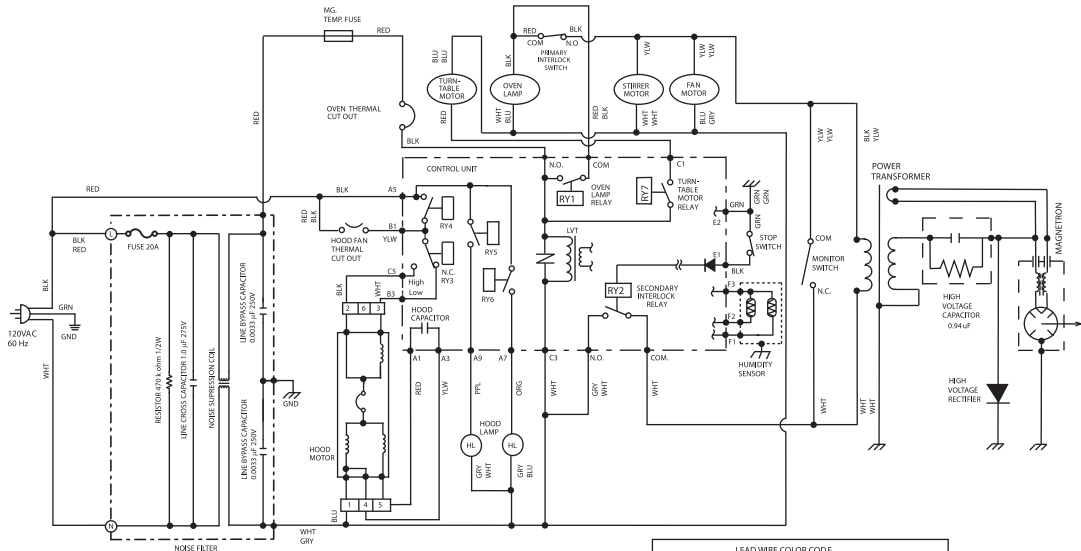 MG.
TEMP. FUSE
RED
RED
OVEN THERMAL
CUT OUT
BLK
BLU
BLU
TURN-
TABLE
MOTOR
RED
BLK
OVEN
LAMP
WHT
BLU
RED
COM
BLK
N.O
PRIMARY
INTERLOCK
SWITCH
RED
BLK
YLW
STIRRER
MOTOR
WHT
WHT
YLW
YLW
FAN
MOTOR
BLU
GRY
YLW
YLW
BLK
YLW
POWER
TRANSFORMER
MAGNETRON
CONTROL UNIT
N.O.
COM
C1
RY1
OVEN
LAMP
RELAY
RY7
TURN-
TABLE
MOTOR
RELAY
GRN
GRN
GRN
E2
GRN
STOP
SWITCH
E1
BLK
RED
BLK
A5
RED
BLK
B1
YLW
HOOD FAN
THERMAL
CUT OUT
RY4
RY5
RY3
RY6
LVT
C5
High
Low
N.C.
B3
BLK
WHT
2 6 3
HOOD
CAPACITOR
RY2
SECONDARY
INTERLOCK
RELAY
F3
F2
F1
HUMIDITY
SENSOR
COM
MONITOR
SWITCH
N.C.
HIGH
VOLTAGE
CAPACITOR
0.94 uF
HIGH
VOLTAGE
RECTIFIER
L
FUSE 20A
BLK
RED
BLK
GRN
GND
120VAC
60 Hz
WHT
RESISTOR 470 k ohm 1/2W
LINE CROSS CAPACITOR 1.0 µF 275V
NOISE SUPRESSION COIL
LINE BYPASS CAPACITOR
0.0033 µF 250V
LINE BYPASS CAPACITOR
0.0033 µF 250V
GND
N
NOISE FILTER
A1
A3
A9
A7
C3
N.O.
COM.
RED
YLW
PPL
ORG
WHT
GRY
WHT
WHT
WHT
WHT
WHT
HOOD
MOTOR
HOOD
LAMP
HL
HL
GRY
WHT
GRY
BLU
1 4 5
BLU
WHT
GRY
LEAD WIRE COLOR CODE